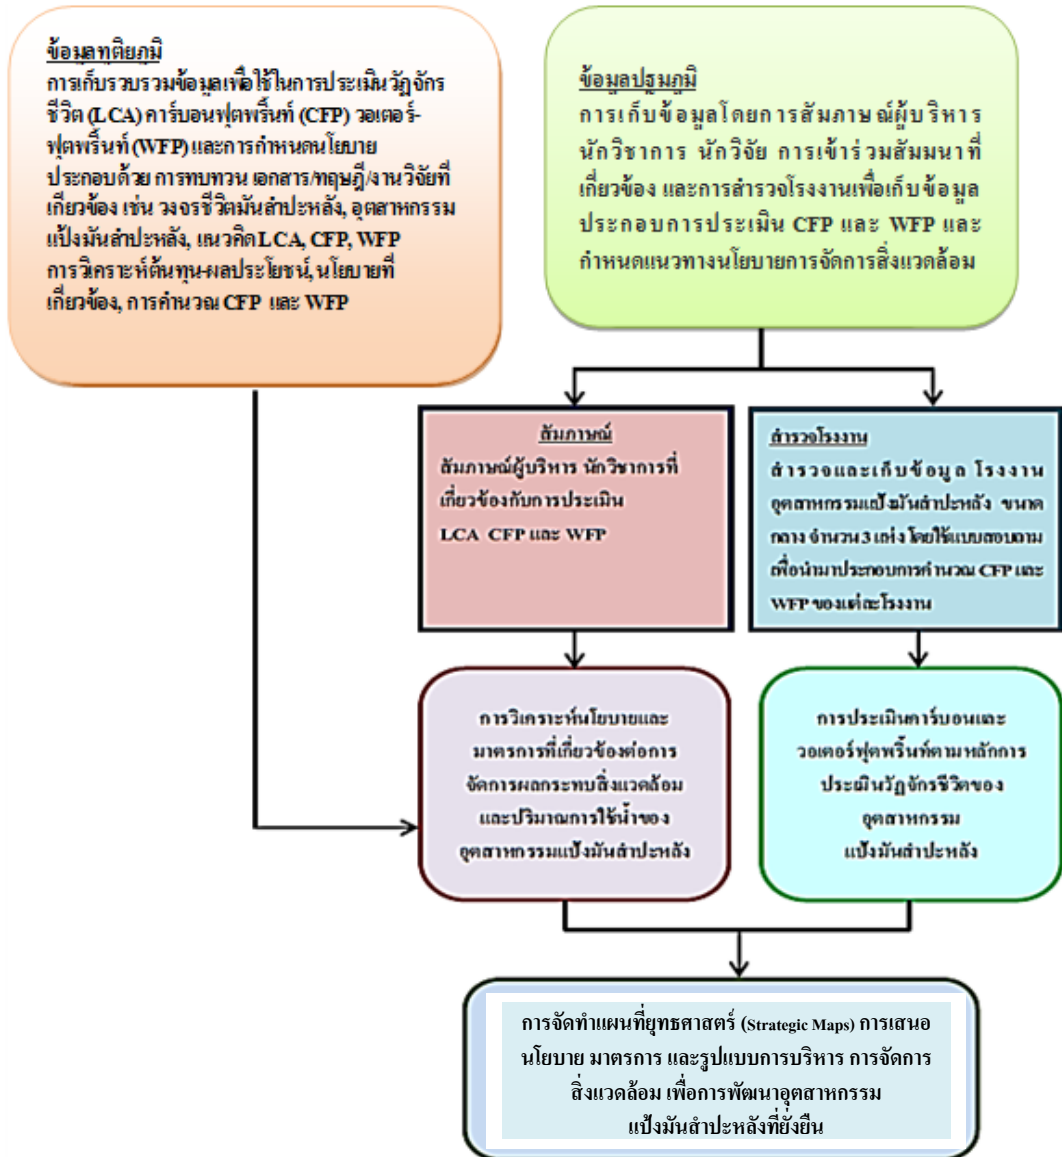 ข้อมูลทุติยภูมิ
การเก็บรวบรวมข้อมูลเพื่อใช้ในการประเมินวัฏจักร
ชีวิต (LCA) คาร์บอนฟุตพริ้นท์ (CFP) วอเตอร์-
ฟุตพริ้นท์ (WFP) และการกำหนดนโยบาย
ประกอบด้วย การทบทวน เอกสาร/ทฤษฎี/งานวิจัยที่
เกี่ยวข้อง เช่น วงจรชีวิตมันสำปะหลัง, อุตสาหกรรม
แป้งมันสำปะหลัง, แนวคิด LCA, CFP, WFP
การวิเคราะห์ต้นทุน-ผลประโยชน์, นโยบายที่
เกี่ยวข้อง, การคำนวณ CFP และ WFP
ข้อมูลปฐมภูมิ
การเก็บข้อมูลโดยการสัมภาษณ์ผู้บริหาร
นักวิชาการ นักวิจัย การเข้าร่วมสัมมนาที่
เกี่ยวข้อง และการสำรวจโรงงานเพื่อเก็บข้อมูล
ประกอบการประเมิน CFP และ WFP และ
กำหนดแนวทางนโยบายการจัดการสิ่งแวดล้อม
สัมภาษณ์
สัมภาษณ์ผู้บริหาร นักวิชาการที่
เกี่ยวข้องกับการประเมิน
LCA CFP และ WFP
สำรวจโรงงาน
สำรวจและเก็บข้อมูล โรงงาน
อุตสาหกรรมแป้งมันสำปะหลัง ขนาด
กลาง จำนวน 3 แห่ง โดยใช้แบบสอบถาม
เพื่อนำมาประกอบการคำนวณ CFP และ
WFP ของแต่ละโรงงาน
การวิเคราะห์นโยบายและ
มาตรการที่เกี่ยวข้องต่อการ
จัดการผลกระทบสิ่งแวดล้อม
และปริมาณการใช้น้ำของ
อุตสาหกรรมแป้งมันสำปะหลัง
การประเมินคาร์บอนและ
วอเตอร์ฟุตพริ้นท์ตามหลักการ
ประเมินวัฏจักรชีวิตของ
อุตสาหกรรม
แป้งมันสำปะหลัง
การจัดทำแผนที่ยุทธศาสตร์ (Strategic Maps) การเสนอ
นโยบาย มาตรการ และรูปแบบการบริหาร การจัดการ
สิ่งแวดล้อม เพื่อการพัฒนาอุตสาหกรรม
แป้งมันสำปะหลังที่ยั่งยืน